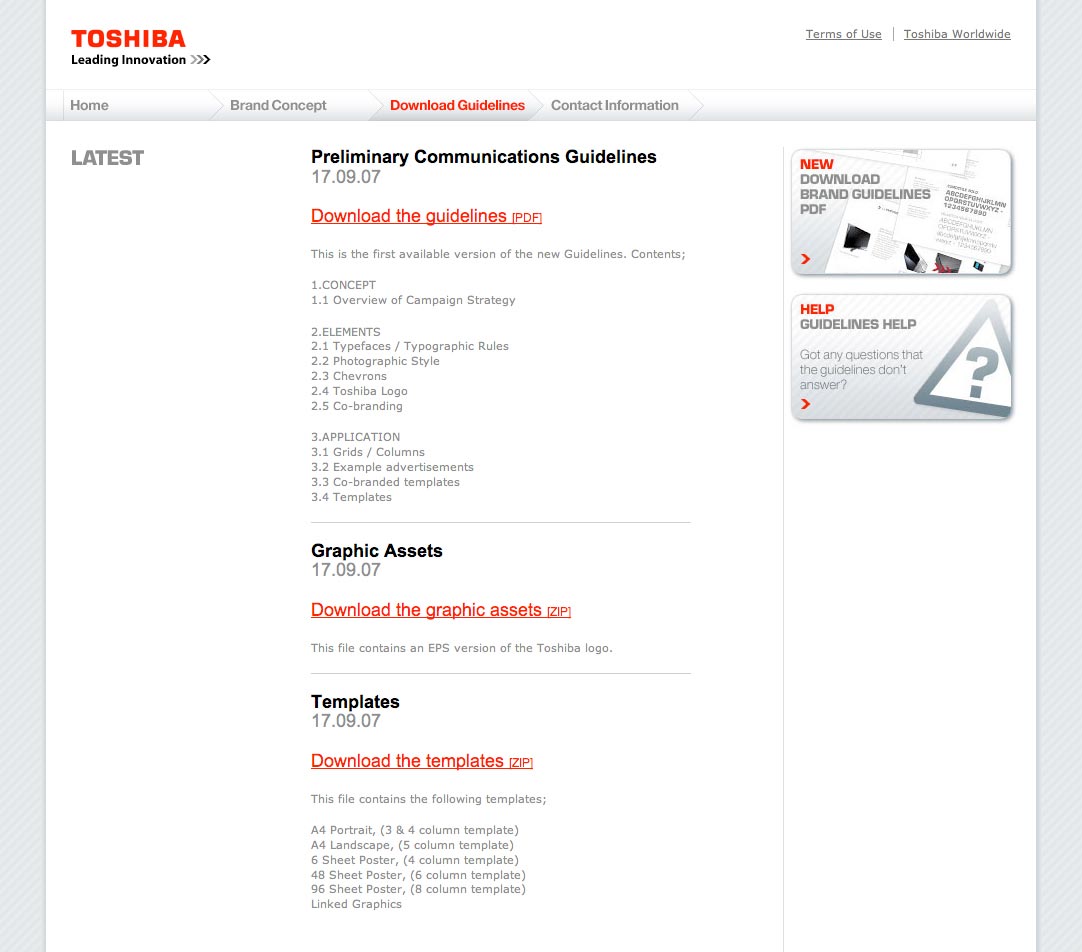 TOSHIBA
Leading Innovation >>>
Terms of Use
Toshiba Worldwide
Home
Brand Concept
Download Guidelines
Contact Information
LATEST
Preliminary Communications Guidelines
17.09.07
Download the guidelines [PDF]
This is the first available version of the new Guidelines. Contents;
1.CONCEPT
1.1 Overview of Campaign Strategy
2.ELEMENTS
2.1 Typefaces / Typographic Rules
2.2 Photographic Style
2.3 Chevrons
2.4 Toshiba Logo
2.5 Co-branding
3.APPLICATION
3.1 Grids / Columns
3.2 Example advertisements
3.3 Co-branded templates
3.4 Templates
Graphic Assets
17.09.07
Download the graphic assets [ZIP]
This file contains an EPS version of the Toshiba logo.
Templates
17.09.07
Download the templates [ZIP]
This file contains the following templates;
A4 Portrait, (3 & 4 column template)
A4 Landscape, (5 column template)
6 Sheet Poster, (4 column template)
48 Sheet Poster, (6 column template)
96 Sheet Poster, (8 column template)
Linked Graphics
NEW
DOWNLOAD
BRAND GUIDELINES
PDF
ABCDEFGHIJKLMN
OPQRSTUVWXYZ -
1234567890
HELP
GUIDELINES HELP
Got any questions that
the guidelines don't
answer?
?